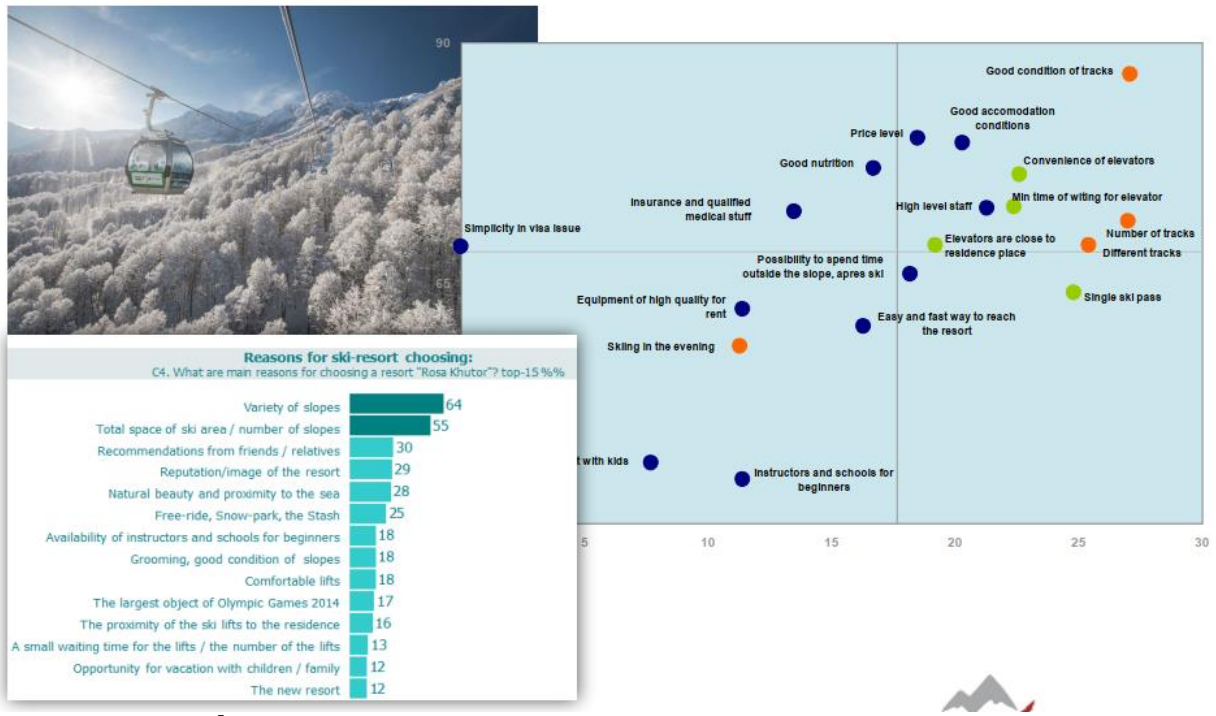 90
Good condition of tracks
Good accomodation
conditions
Price level
Good nutrition
Convenience of elevators
Insurance and qualified
medical stuff
High level staff
Min time of witing for elevator
Simplicity in visa issue
Number of tracks
Elevators are close to
residence place
Different tracks
Possibility to spend time
outside the slope, apres ski
65
Single ski pass
Equipment of high quality for
rent
Easy and fast way to reach
the resort
Skiing in the evening
t with kids
Instructors and schools for
beginners
5 10 15 20 25 30
Reasons for ski-resort choosing:
C4. What are main reasons for choosing a resort "Rosa Khutor"? top-15 %%
Variety of slopes 64
Total space of ski area / number of slopes 55
Recommendations from friends / relatives 30
Reputation/image of the resort 29
Natural beauty and proximity to the sea 28
Free-ride, Snow-park, the Stash 25
Availability of instructors and schools for beginners 18
Grooming, good condition of slopes 18
Comfortable lifts 18
The largest object of Olympic Games 2014 17
The proximity of the ski lifts to the residence 16
A small waiting time for the lifts / the number of the lifts 13
Opportunity for vacation with children / family 12
The new resort 12